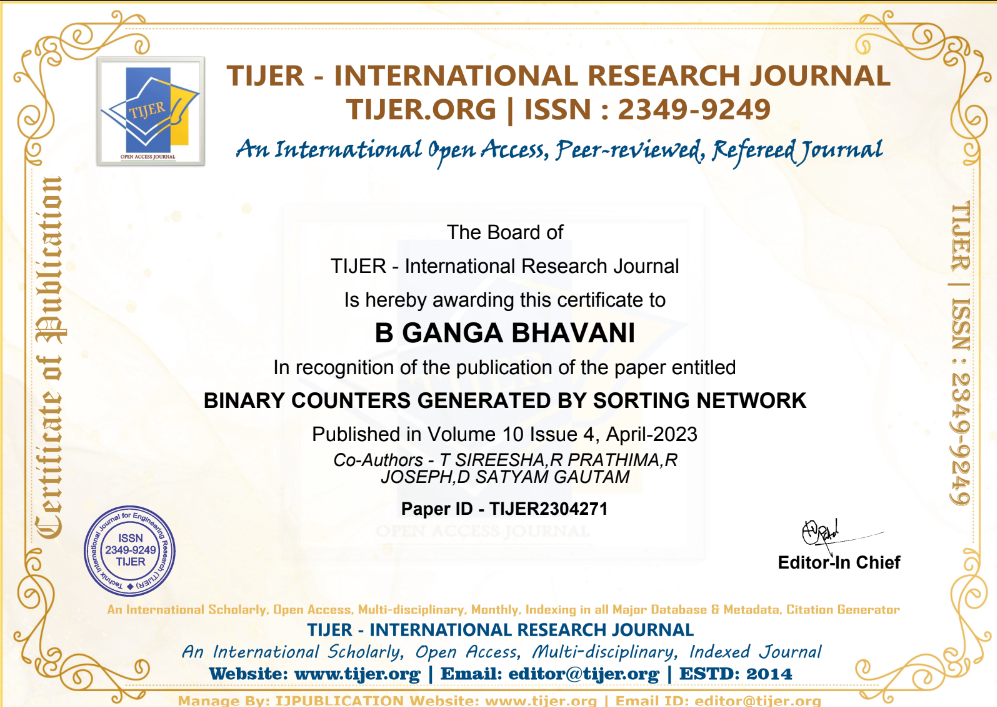 TIJER - INTERNATIONAL RESEARCH JOURNAL
TIJER.ORG | ISSN : 2349-9249
An International Open Access, Peer-reviewed, Refereed Journal
TIJER
OPEN ACCESS JOURNAL
Certificate of Publication
TIJER | ISSN : 2349-9249
The Board of
TIJER - International Research Journal
Is hereby awarding this certificate to
B GANGA BHAVANI
In recognition of the publication of the paper entitled
BINARY COUNTERS GENERATED BY SORTING NETWORK
Published in Volume 10 Issue 4, April-2023
Co-Authors - T SIREESHA,R PRATHIMA,R
JOSEPH,D SATYAM GAUTAM
Paper ID - TIJER2304271
OPEN ACCESS JOURNAL
Technix International Journal for Engineering Research (TIJER)
ISSN
2349-9249
TIJER
Editor-In Chief
An International Scholarly, Open Access, Multi-disciplinary, Monthly, Indexing in all Major Database & Metadata, Citation Generator
TIJER - INTERNATIONAL RESEARCH JOURNAL
An International Scholarly, Open Access, Multi-disciplinary, Indexed Journal
Website: www.tijer.org | Email: editor@tijer.org | ESTD: 2014
Manage By: IJPUBLICATION Website: www.tijer.org | Email ID: editor@tijer.org